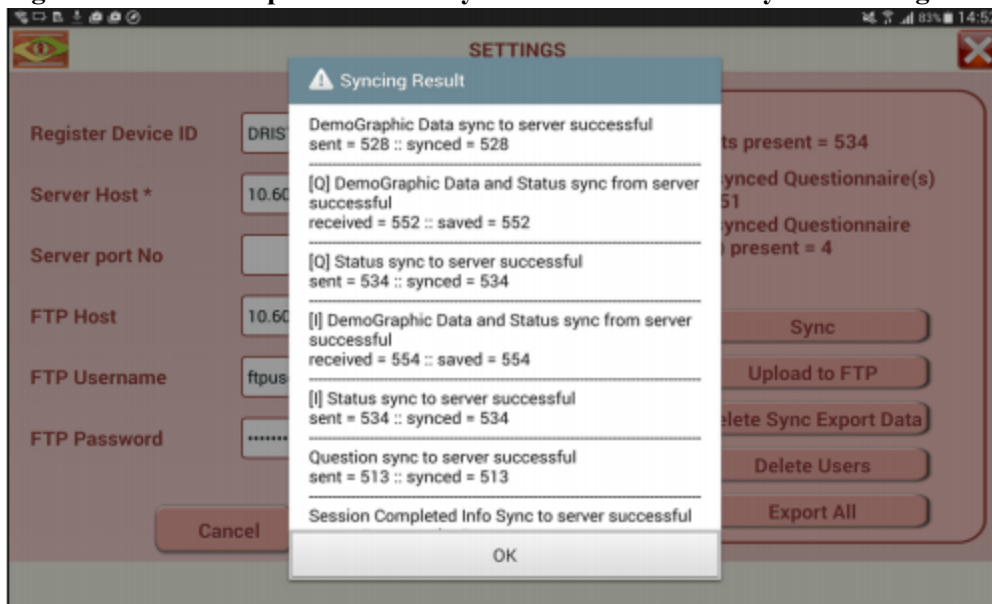 83% 14:52
SETTINGS
Syncing Result
DemoGraphic Data sync to server successful
sent = 528 :: synced = 528
[Q] DemoGraphic Data and Status sync from server
successful
received = 552 :: saved = 552
[Q] Status sync to server successful
sent = 534 :: synced = 534
[I] DemoGraphic Data and Status sync from server
successful
received = 554 :: saved = 554
[I] Status sync to server successful
sent = 534 :: synced = 534
Question sync to server successful
sent = 513 :: synced = 513
Session Completed Info Sync to server successful
OK
Register Device ID
DRIS
Server Host *
10.60
Server port No
FTP Host
10.60
FTP Username
ftpus
FTP Password
Cancel
ts present = 534
ynced Questionnaire(s)
51
ynced Questionnaire
) present = 4
Sync
Upload to FTP
elete Sync Export Data
Delete Users
Export All